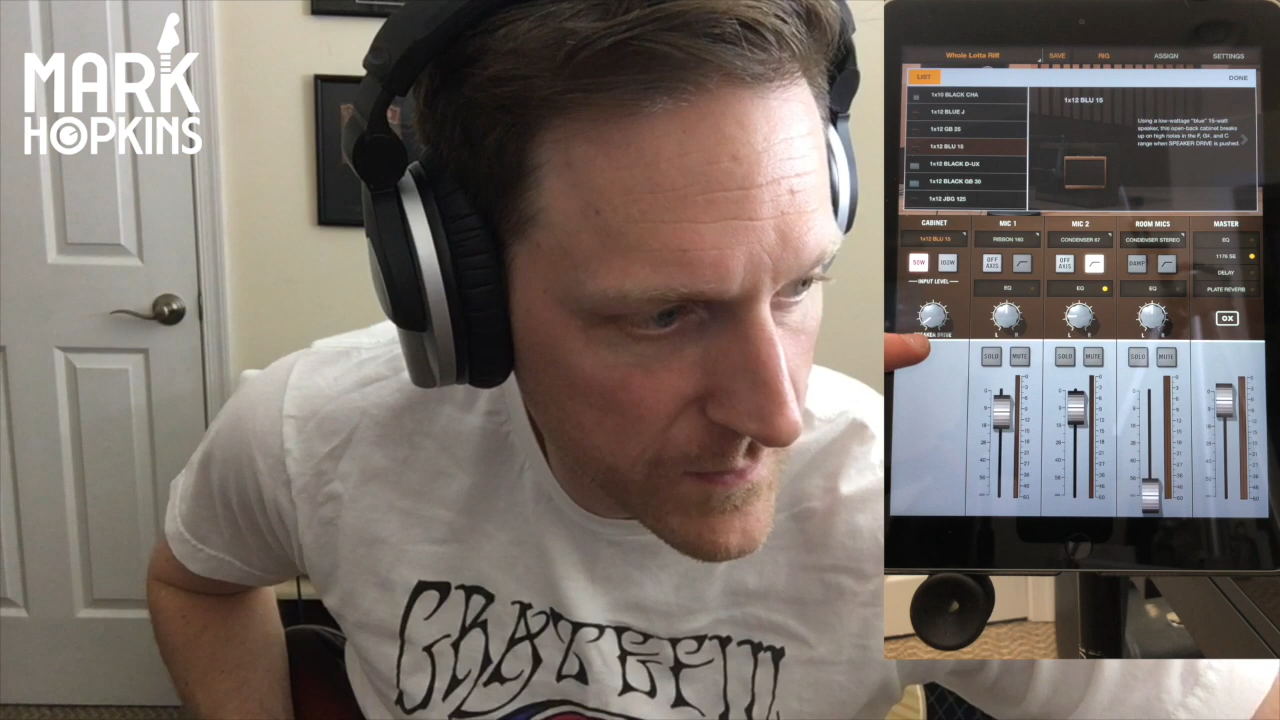 MARK
HOPKINS
Whole Lotta Riff
SAVE
RIG
ASSIGN
SETTINGS
LIST
DONE
1x10 BLACK CHA
1x12 BLUE J
1x12 GB 25
1x12 BLU 15
1x12 BLACK D-UX
1x12 BLACK GB 30
1x12 JBG 125
1x12 BLU 15
Using a low-wattage "blue" 15-watt
speaker, this open-back cabinet breaks
up on high notes in the F, G#, and C
range when SPEAKER DRIVE is pushed.
CABINET
MIC 1
MIC 2
ROOM MICS
MASTER
1x12 BLU 15
RIBBON 160
CONDENSER 67
CONDENSER STEREO
EQ
50W
100W
OFF
AXIS
OFF
AXIS
DAMP
1176 SE
DELAY
INPUT LEVEL
EQ
EQ
EQ
PLATE REVERB
OX
SPEAKER DRIVE
L R
L R
L R
SOLO
MUTE
SOLO
MUTE
SOLO
MUTE
GRATEFUL